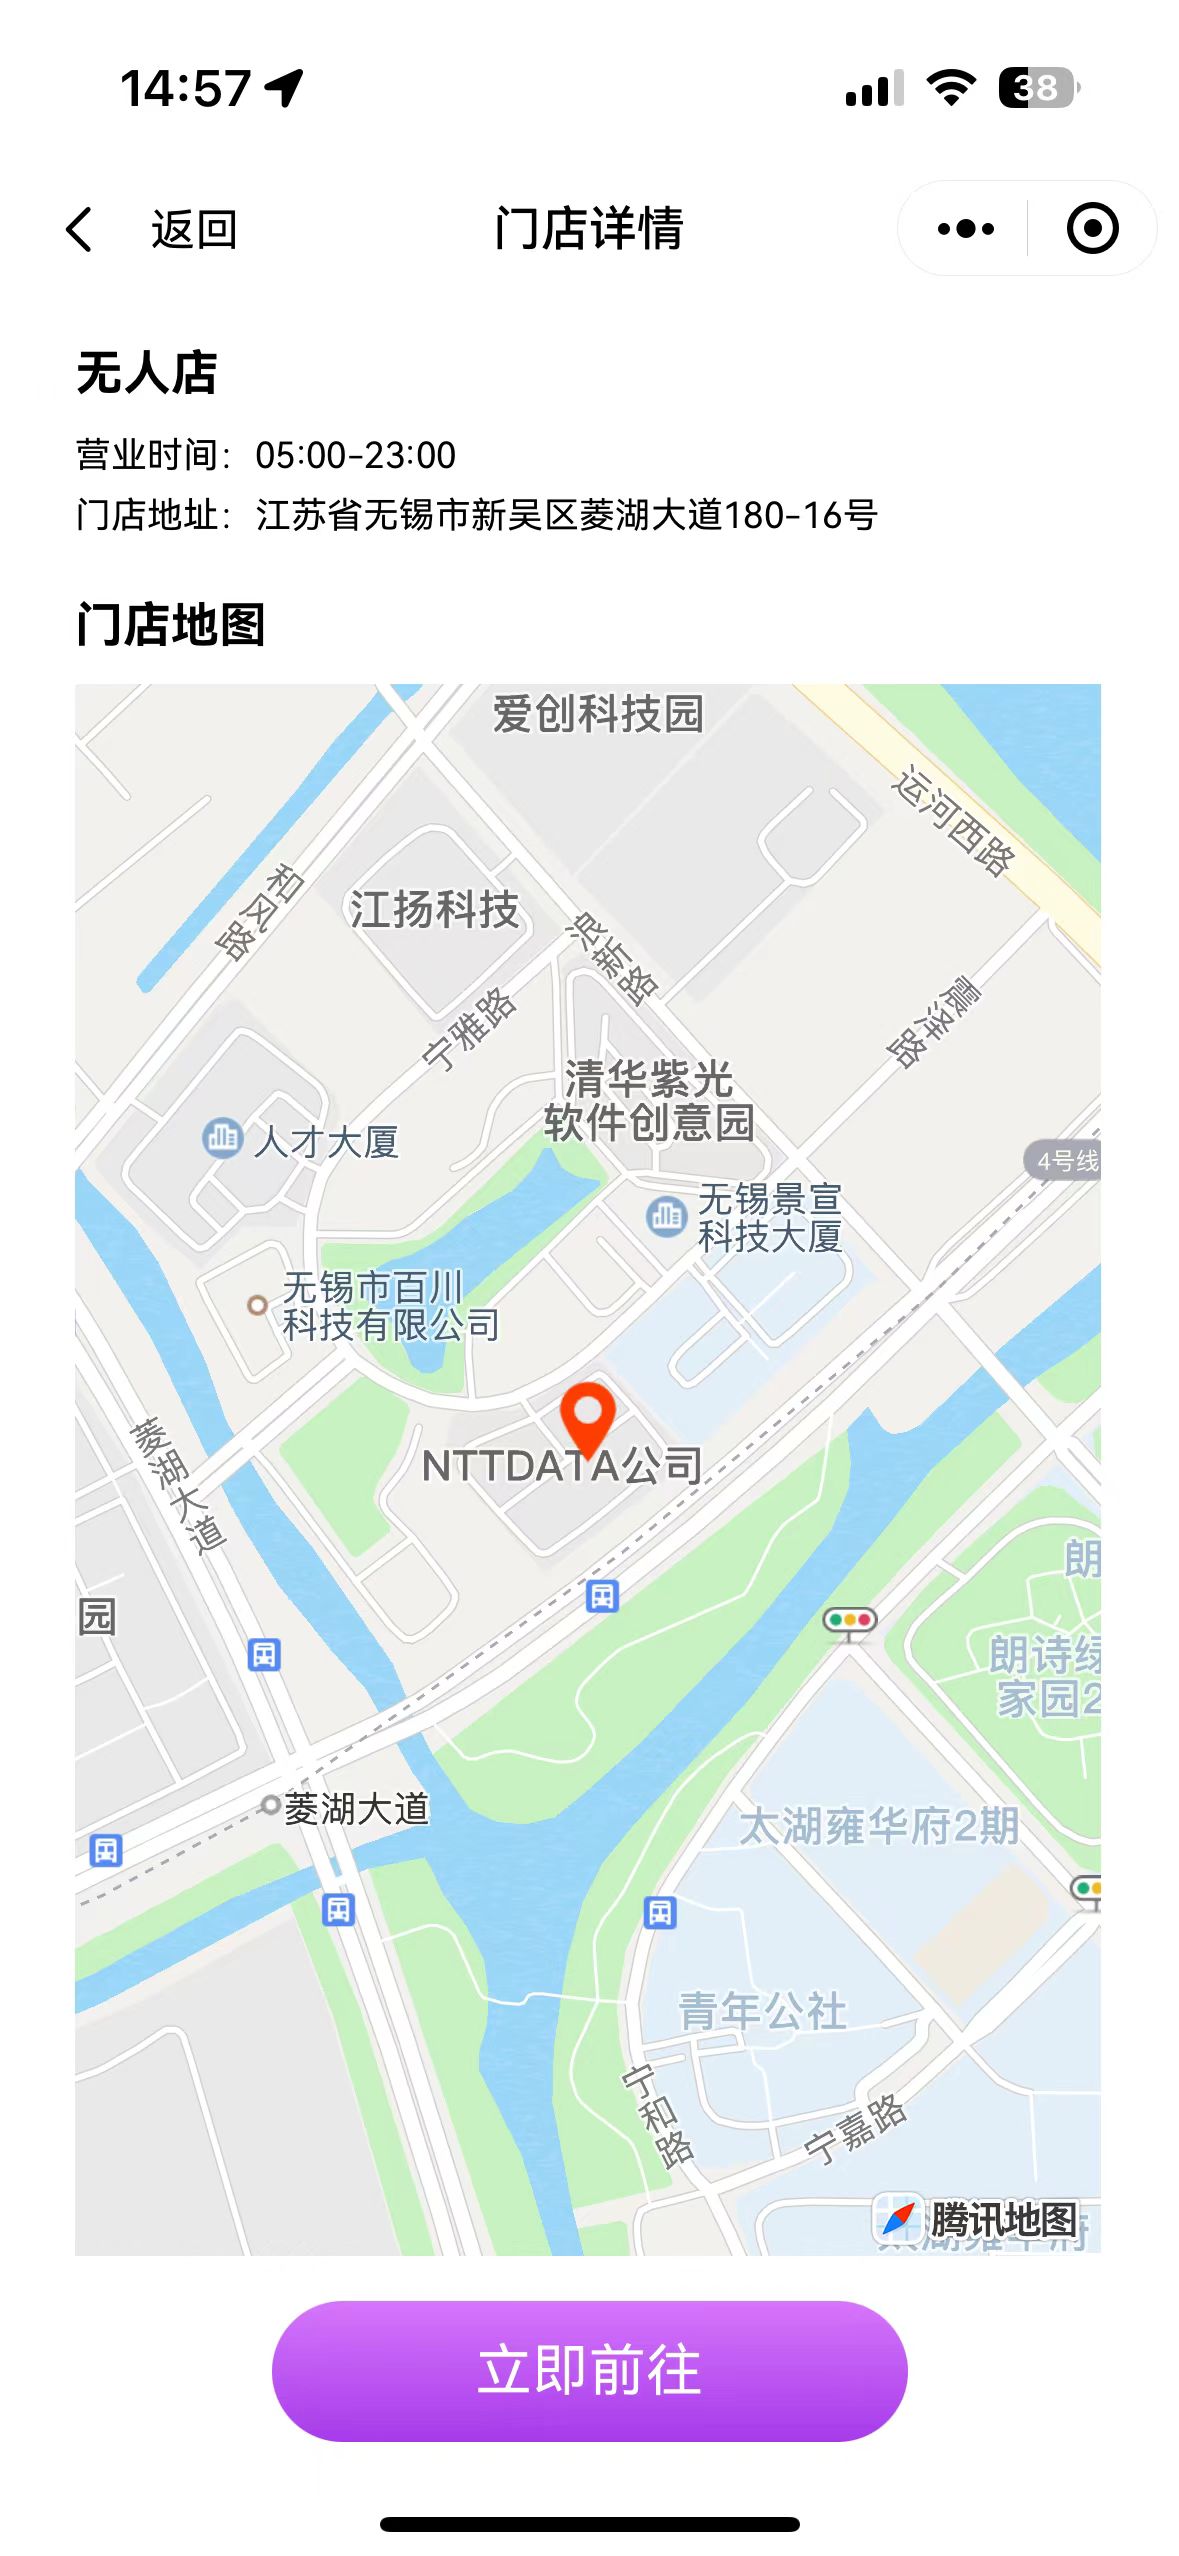 14:57
38
返回
门店详情
无人店
营业时间：05:00-23:00
门店地址：江苏省无锡市新吴区菱湖大道180-16号
门店地图
爱创科技园
运河西路
和风路
江扬科技
浪新路
宁雅路
震泽路
清华紫光
软件创意园
人才大厦
4号线
无锡景宣
科技大厦
无锡市百川
科技有限公司
菱湖大道
NTTDATA公司
朗
园
朗诗绿
家园2
菱湖大道
太湖雍华府2期
青年公社
宁和路
宁嘉路
腾讯地图
太湖雍华府
立即前往